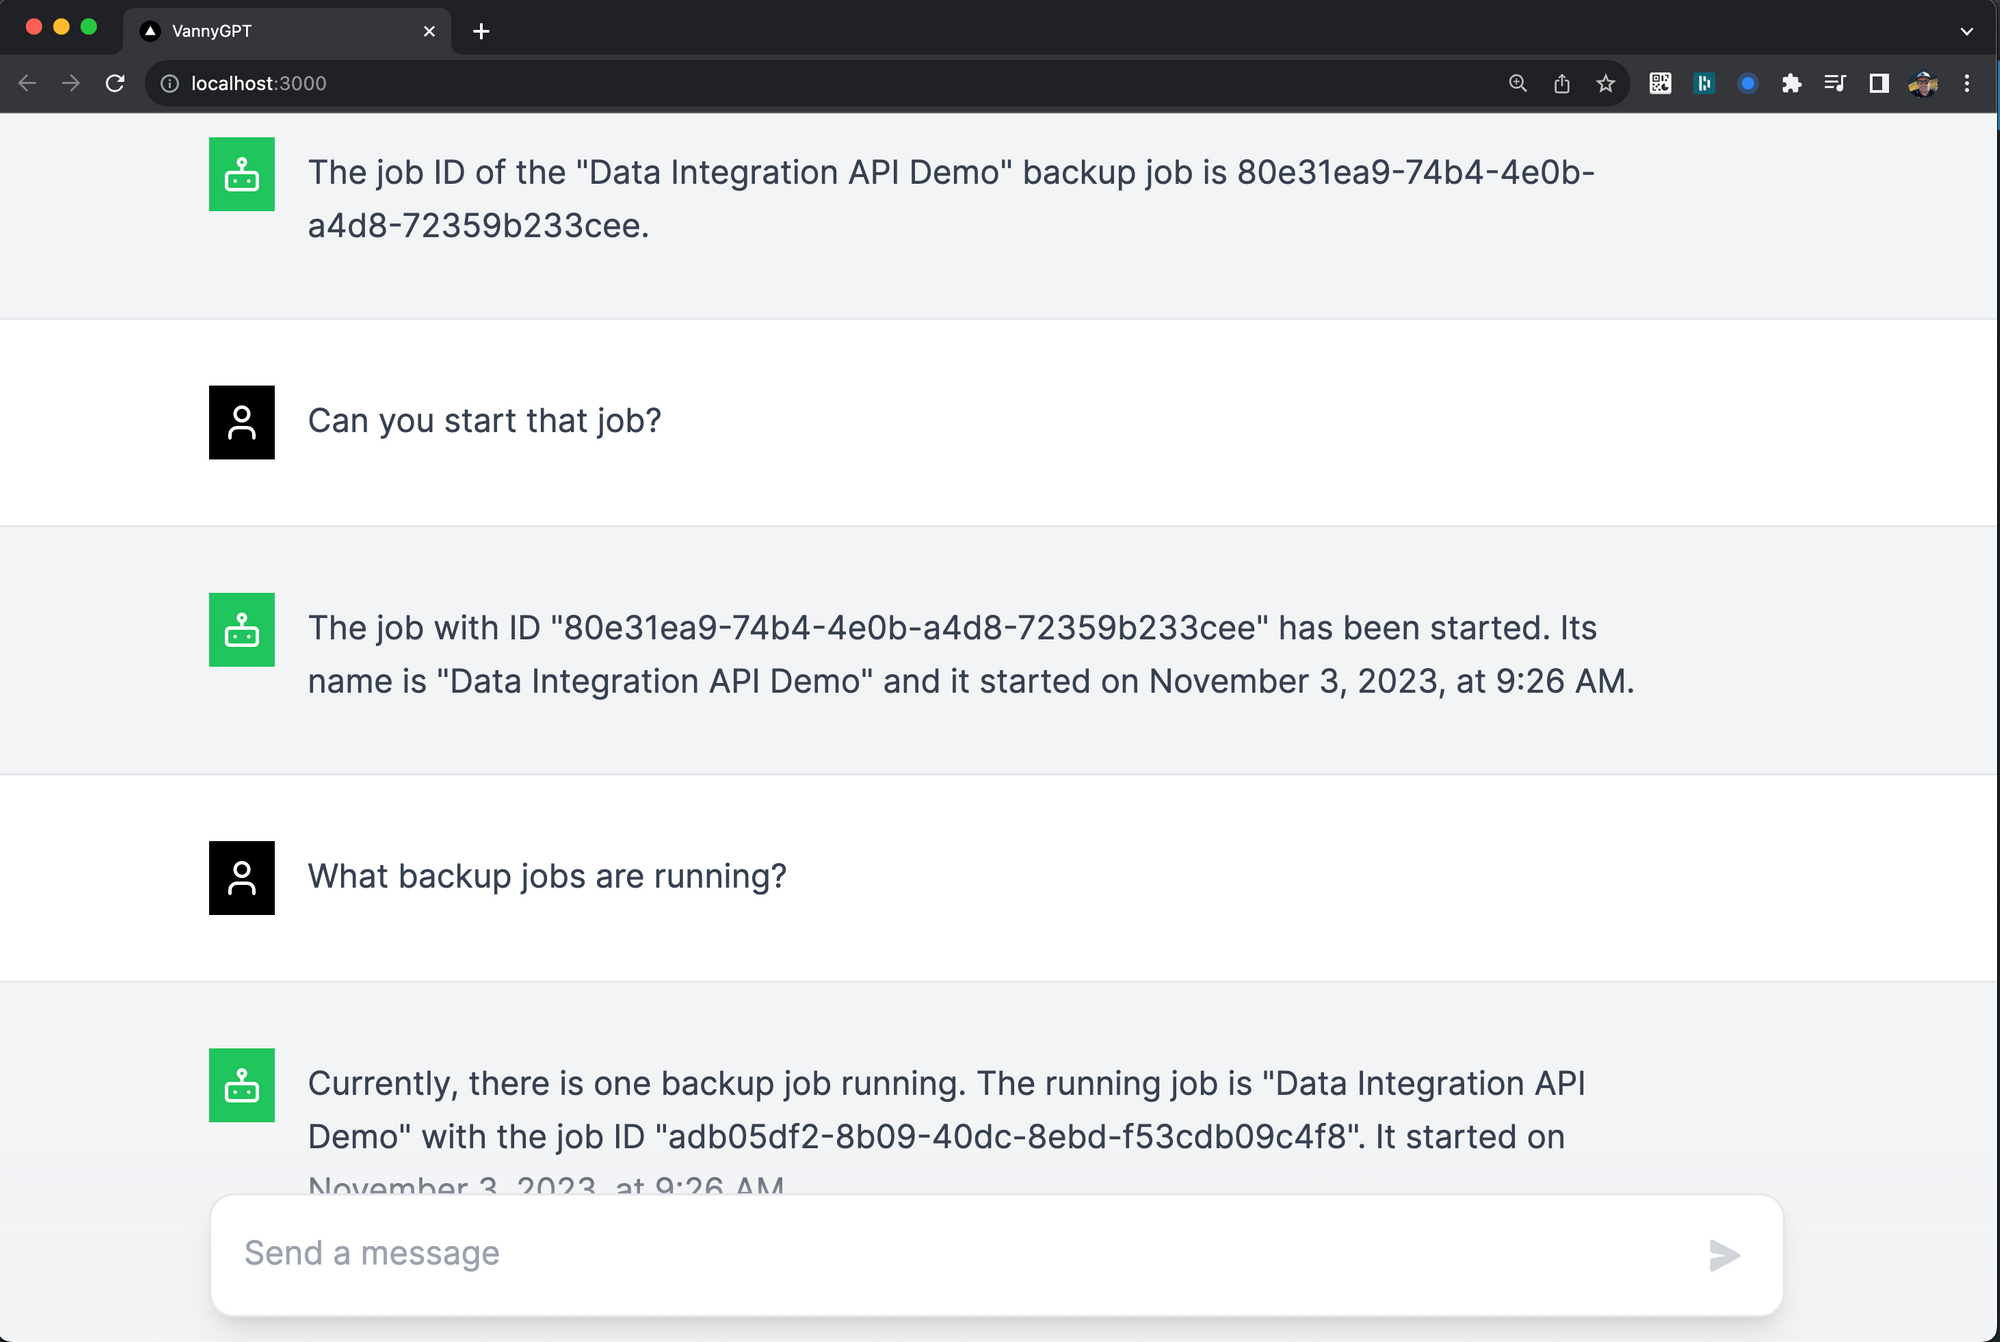 VannyGPT
localhost:3000
The job ID of the "Data Integration API Demo" backup job is 80e31ea9-74b4-4e0b-
a4d8-72359b233cee.
Can you start that job?
The job with ID "80e31ea9-74b4-4e0b-a4d8-72359b233cee" has been started. Its
name is "Data Integration API Demo" and it started on November 3, 2023, at 9:26 AM.
What backup jobs are running?
Currently, there is one backup job running. The running job is "Data Integration API
Demo" with the job ID "adb05df2-8b09-40dc-8ebd-f53cdb09c4f8". It started on
November 3, 2023, at 9:26 AM
Send a message